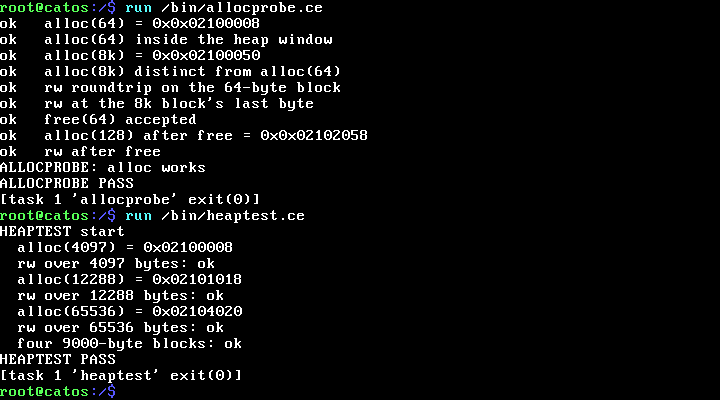 root@catos:/$ run /bin/allocprobe.ce
ok   alloc(64) = 0x0x02100008
ok   alloc(64) inside the heap window
ok   alloc(8k) = 0x0x02100050
ok   alloc(8k) distinct from alloc(64)
ok   rw roundtrip on the 64-byte block
ok   rw at the 8k block's last byte
ok   free(64) accepted
ok   alloc(128) after free = 0x0x02102058
ok   rw after free
ALLOCPROBE: alloc works
ALLOCPROBE PASS
[task 1 'allocprobe' exit(0)]
root@catos:/$ run /bin/heaptest.ce
HEAPTEST start
  alloc(4097) = 0x02100008
  rw over 4097 bytes: ok
  alloc(12288) = 0x02101018
  rw over 12288 bytes: ok
  alloc(65536) = 0x02104020
  rw over 65536 bytes: ok
  four 9000-byte blocks: ok
HEAPTEST PASS
[task 1 'heaptest' exit(0)]
root@catos:/$